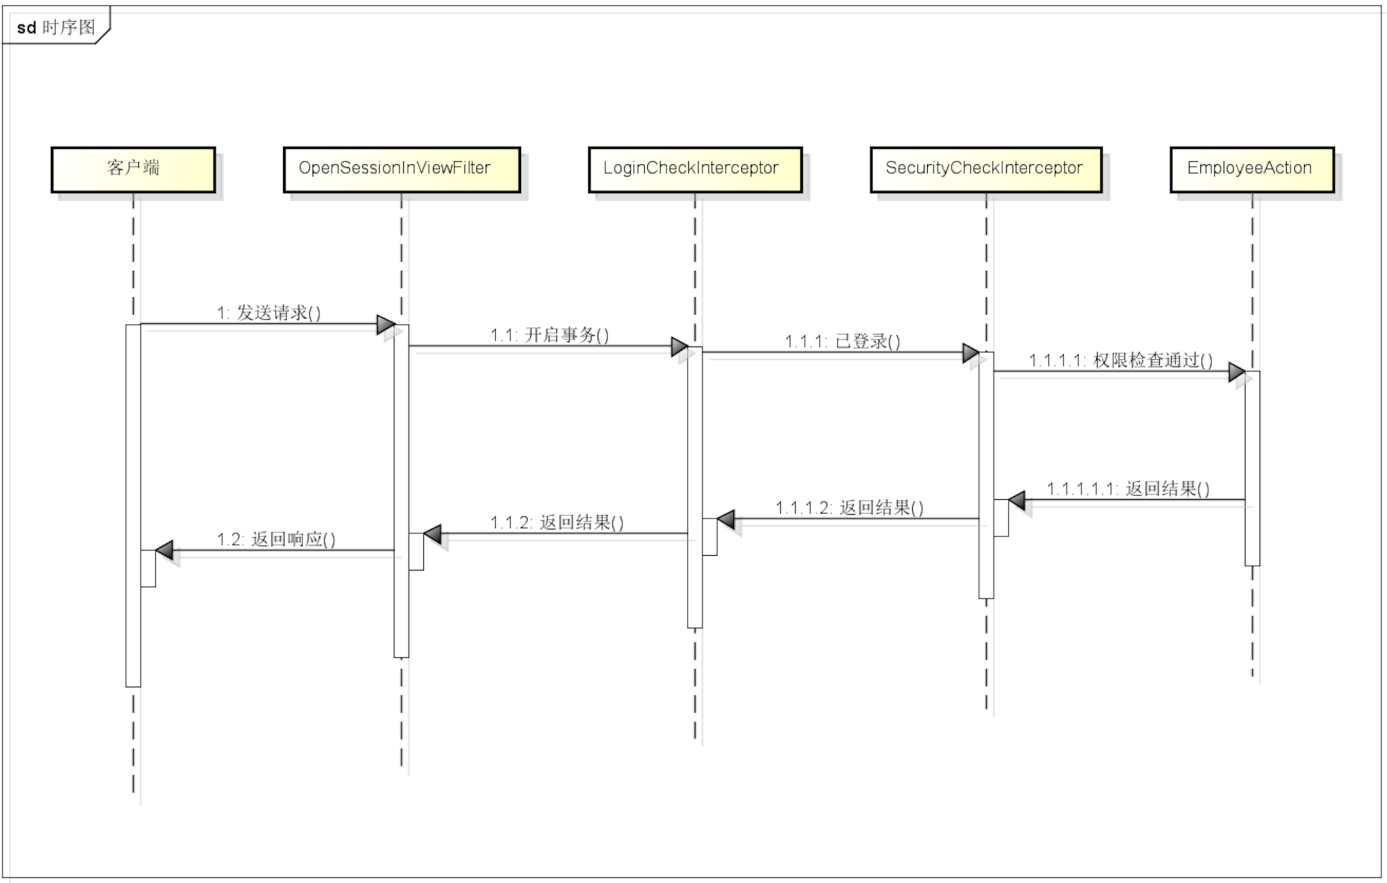 sd 时序图
客户端
OpenSessionInViewFilter
LoginCheckInterceptor
SecurityCheckInterceptor
EmployeeAction
1: 发送请求()
1.1: 开启事务()
1.1.1: 已登录()
1.1.1.1: 权限检查通过()
1.1.1.1.1: 返回结果()
1.1.1.2: 返回结果()
1.1.2: 返回结果()
1.2: 返回响应()